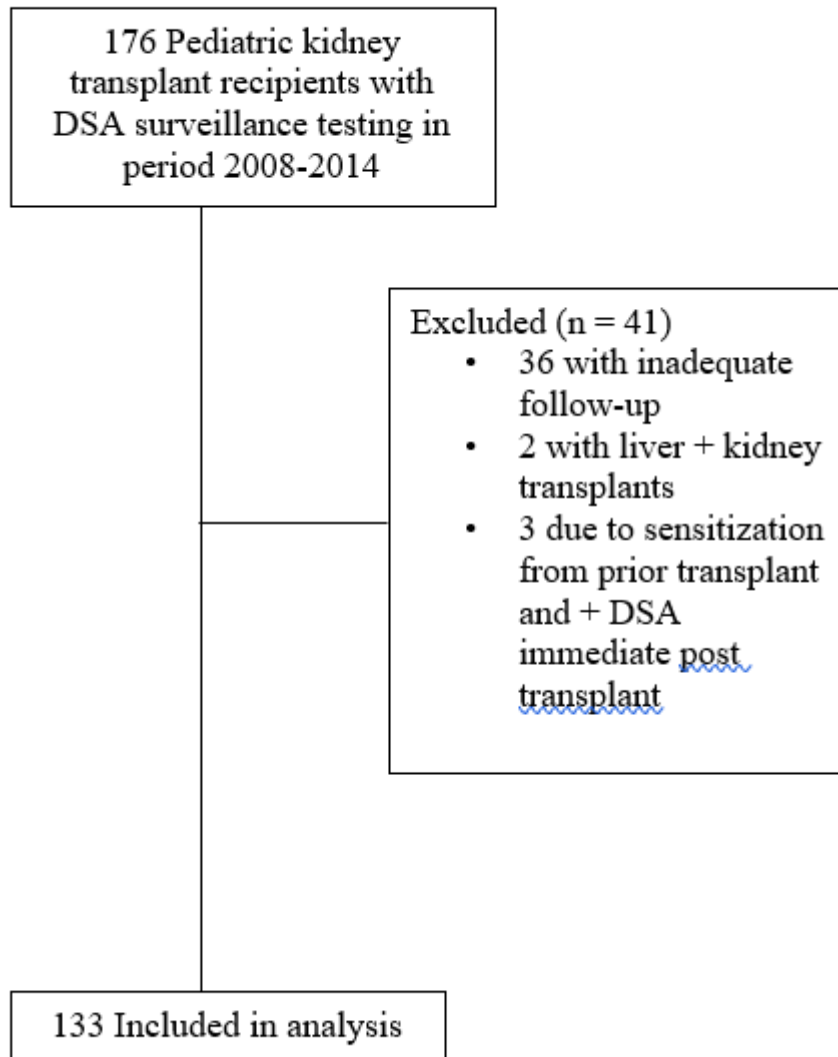 176 Pediatric kidney
transplant recipients with
DSA surveillance testing in
period 2008-2014
Excluded (n = 41)
• 36 with inadequate
follow-up
• 2 with liver + kidney
transplants
• 3 due to sensitization
from prior transplant
and + DSA
immediate post
transplant
133 Included in analysis